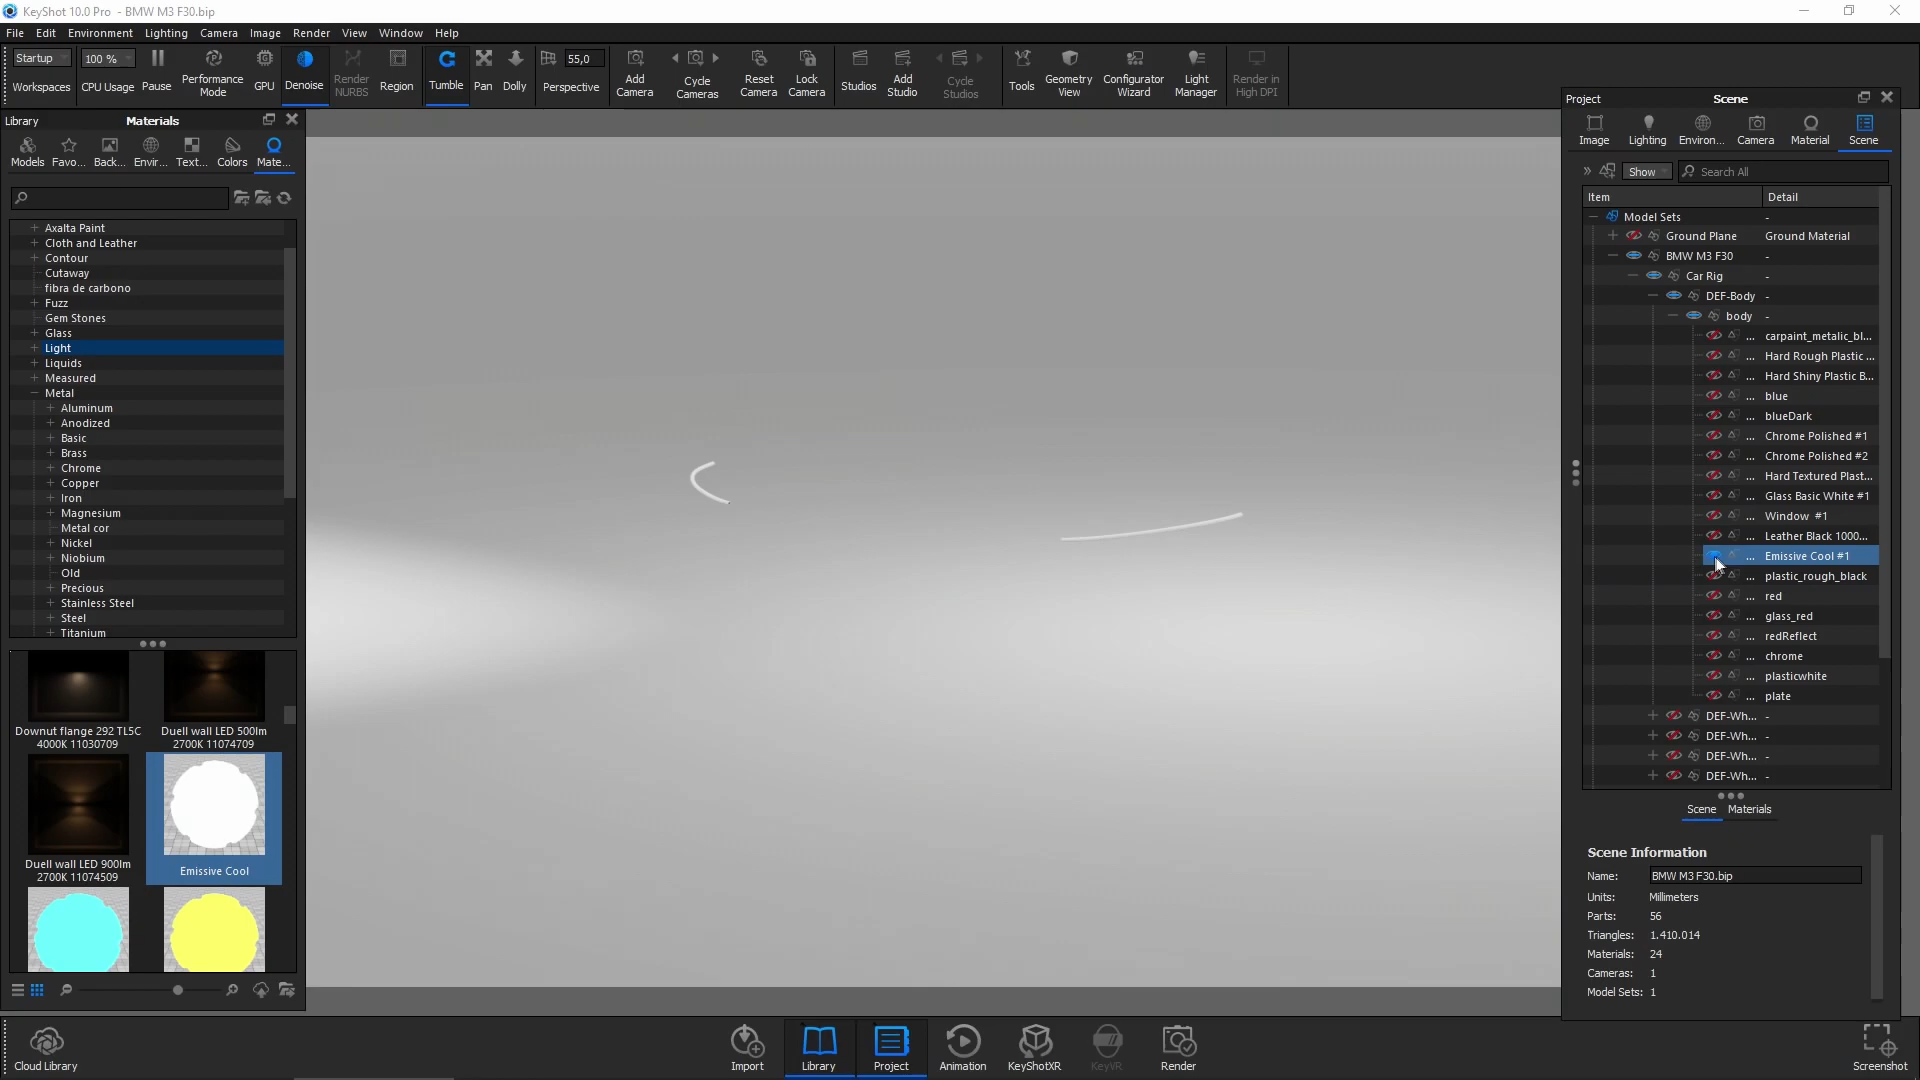 KeyShot 10.0 Pro - BMW M3 F30.bip
File Edit Environment Lighting Camera Image Render View Window Help
Startup
Workspaces
100 %
CPU Usage
Pause
Performance Mode
GPU
Denoise
Render NURBS
Region
Tumble
Pan
Dolly
55,0
Perspective
Add Camera
Cycle Cameras
Reset Camera
Lock Camera
Studios
Add Studio
Cycle Studios
Tools
Geometry View
Configurator Wizard
Light Manager
Render in High DPI
Library
Materials
Models Favo... Back... Envir... Text... Colors Mate...
Axalta Paint
Cloth and Leather
Contour
Cutaway
fibra de carbono
Fuzz
Gem Stones
Glass
Light
Liquids
Measured
Metal
Aluminum
Anodized
Basic
Brass
Chrome
Copper
Iron
Magnesium
Metal cor
Nickel
Niobium
Old
Precious
Stainless Steel
Steel
Titanium
Downut flange 292 TL5C
4000K 11030709
Duell wall LED 500lm
2700K 11074709
Duell wall LED 900lm
2700K 11074509
Emissive Cool
Project
Scene
Image Lighting Environ... Camera Material Scene
Show
Search All
Item Detail
Model Sets -
Ground Plane Ground Material
BMW M3 F30 -
Car Rig -
DEF-Body -
body -
... carpaint_metalic_bl...
... Hard Rough Plastic ...
... Hard Shiny Plastic B...
... blue
... blueDark
... Chrome Polished #1
... Chrome Polished #2
... Hard Textured Plast...
... Glass Basic White #1
... Window #1
... Leather Black 1000...
... Emissive Cool #1
... plastic_rough_black
... red
... glass_red
... redReflect
... chrome
... plasticwhite
... plate
DEF-Wh... -
DEF-Wh... -
DEF-Wh... -
DEF-Wh... -
Scene Materials
Scene Information
Name: BMW M3 F30.bip
Units: Millimeters
Parts: 56
Triangles: 1.410.014
Materials: 24
Cameras: 1
Model Sets: 1
Cloud Library
Import
Library
Project
Animation
KeyShotXR
KeyVR
Render
Screenshot